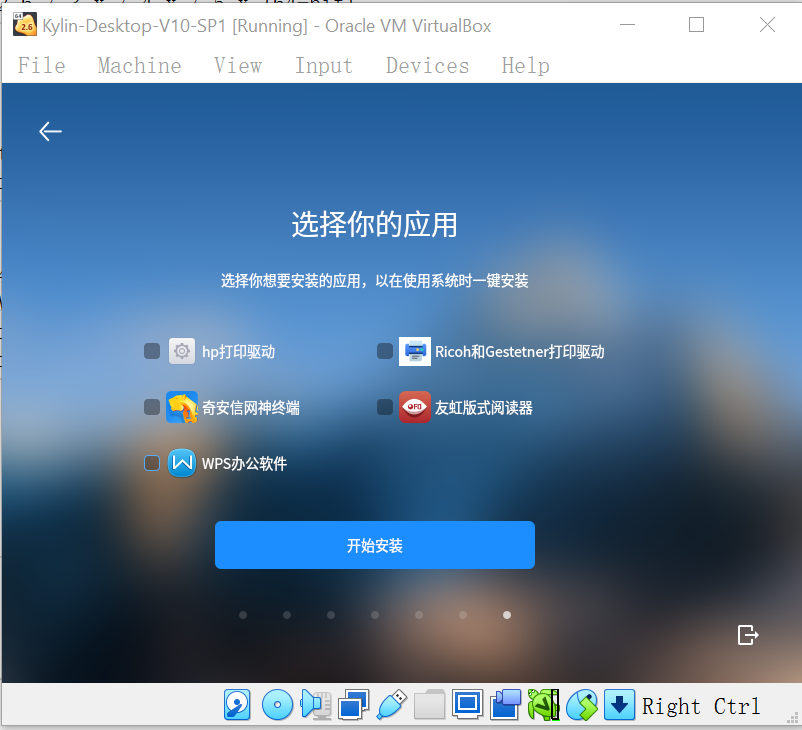 Kylin-Desktop-V10-SP1 [Running] - Oracle VM VirtualBox
File Machine View Input Devices Help
选择你的应用
选择你想要安装的应用，以在使用系统时一键安装
hp打印驱动 Ricoh和Gestetner打印驱动
奇安信网神终端 友虹版式阅读器
WPS办公软件
开始安装
Right Ctrl